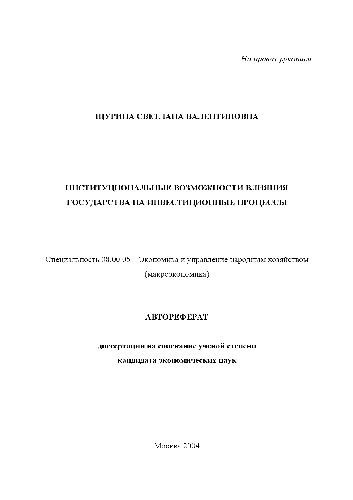 На правах рукописи
ЩУРИНА СВЕТЛАНА ВАЛЕНТИНОВНА
ИНСТИТУЦИОНАЛЬНЫЕ ВОЗМОЖНОСТИ ВЛИЯНИЯ
ГОСУДАРСТВА НА ИНВЕСТИЦИОННЫЕ ПРОЦЕССЫ
Специальность 08.00.05 – Экономика и управление народным хозяйством
(макроэкономика)
АВТОРЕФЕРАТ
диссертации на соискание ученой степени
кандидата экономических наук
Москва 2004